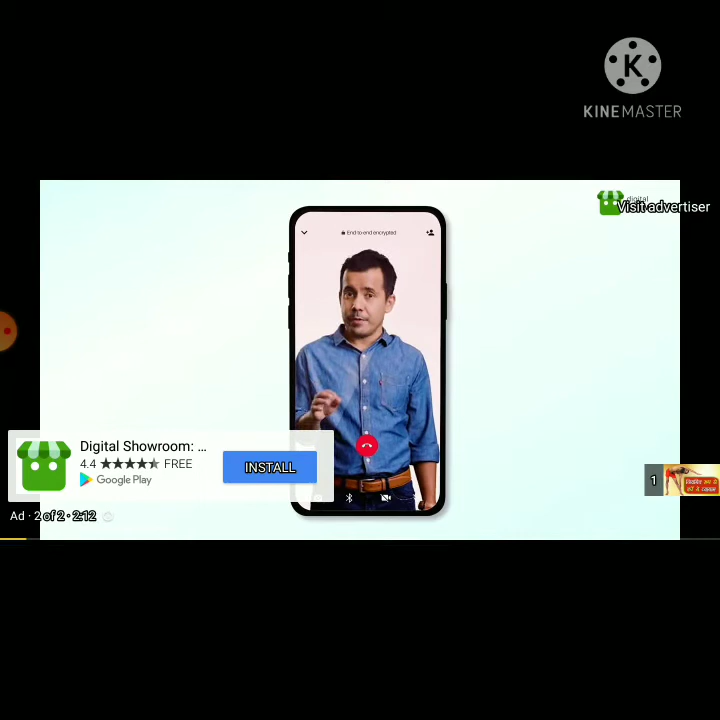 K
KINEMASTER
digital
Visit advertiser
End-to-end encrypted
Digital Showroom: ...
4.4 ★★★★★ FREE
Google Play
INSTALL
1
Ad · 2 of 2 • 2:12